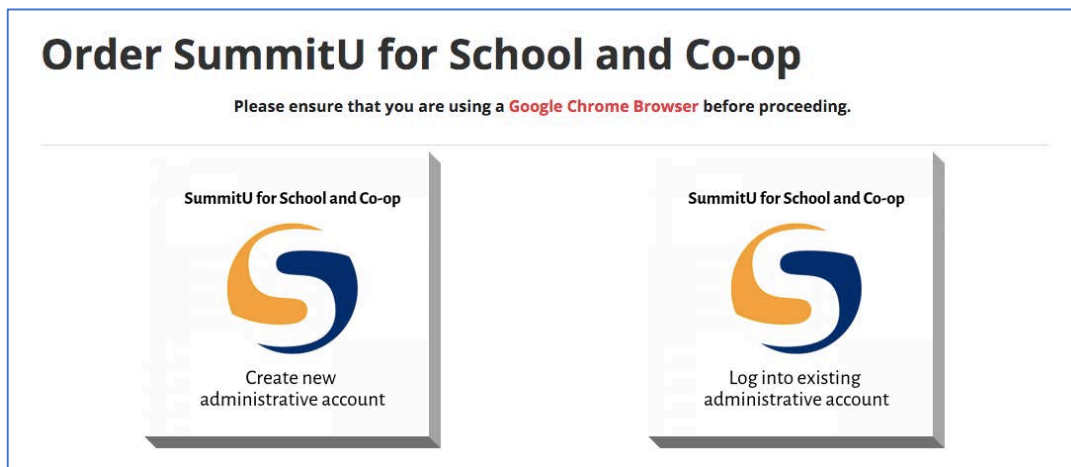 Order SummitU for School and Co-op
Please ensure that you are using a Google Chrome Browser before proceeding.
SummitU for School and Co-op
Create new
administrative account
SummitU for School and Co-op
Log into existing
administrative account